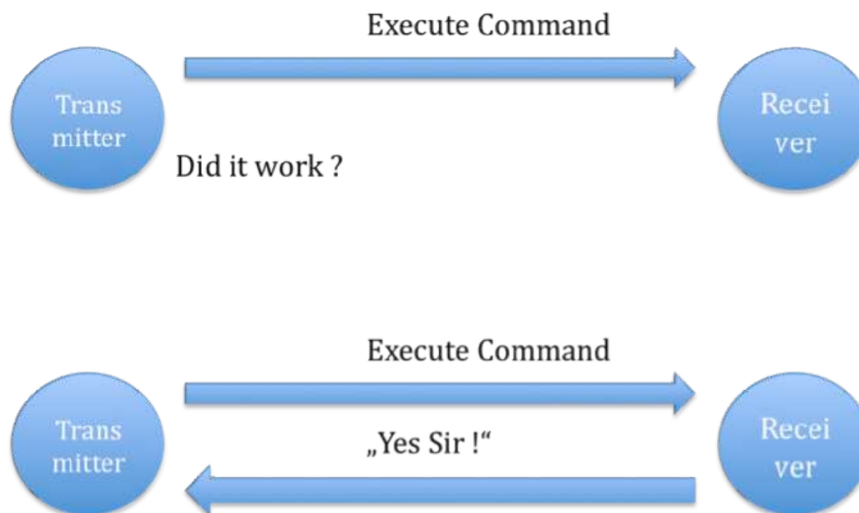 Execute Command
Trans
mitter
Recei
ver
Did it work ?
Execute Command
Trans
mitter
„Yes Sir !“
Recei
ver